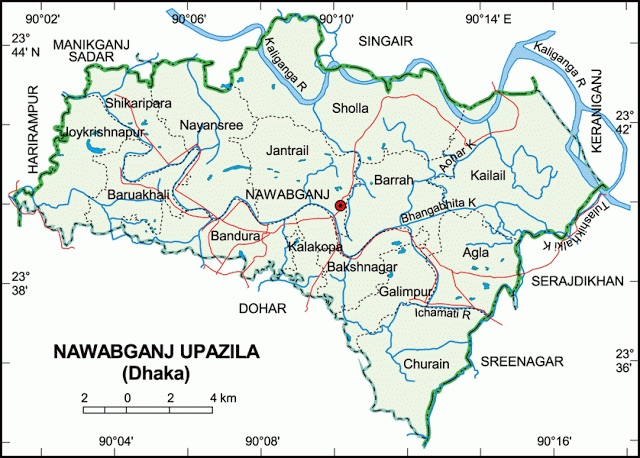 90°02'
90°06'
90°10'
90°14' E
23°
44' N
MANIKGANJ
SADAR
SINGAIR
Kaliganga R
Kaliganga R
HARIRAMPUR
KERANIGANJ
Shikaripara
Sholla
23°
42'
Joykrishnapur
Nayansree
Jantrail
Aohar K
Barrah
Kailail
Baruakhali
NAWABGANJ
Bhangabhita K
Tulashikhalki K
Bandura
Kalakopa
Agla
Bakshnagar
23°
38'
SERAJDIKHAN
Galimpur
DOHAR
Ichamati R
NAWABGANJ UPAZILA
(Dhaka)
SREENAGAR
23°
36'
Churain
2 0 2 4 km
90°04'
90°08'
90°12'
90°16'